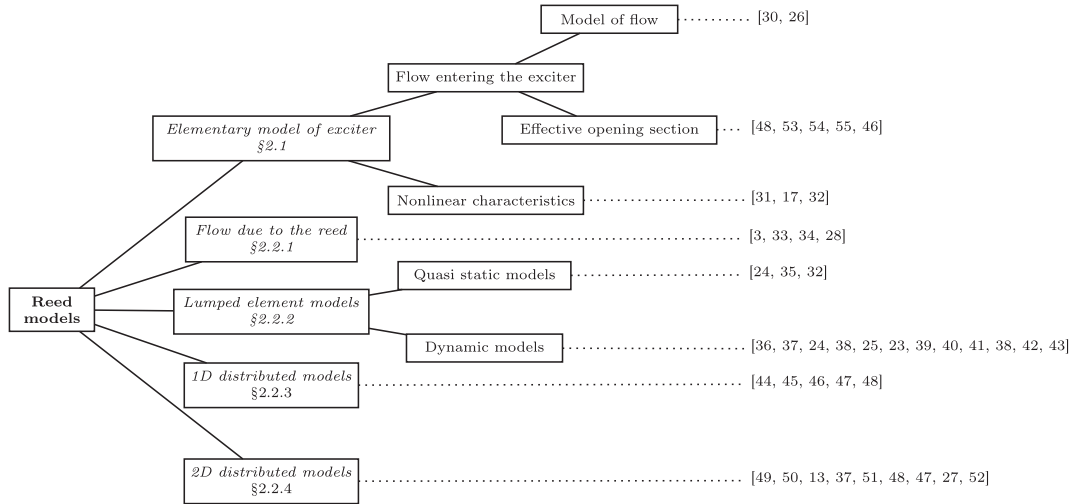 Model of flow
[30, 26]
Flow entering the exciter
Elementary model of exciter
§2.1
Effective opening section
[48, 53, 54, 55, 46]
Nonlinear characteristics
[31, 17, 32]
Flow due to the reed
§2.2.1
[3, 33, 34, 28]
Quasi static models
[24, 35, 32]
Reed
models
Lumped element models
§2.2.2
Dynamic models
[36, 37, 24, 38, 25, 23, 39, 40, 41, 38, 42, 43]
1D distributed models
§2.2.3
[44, 45, 46, 47, 48]
2D distributed models
§2.2.4
[49, 50, 13, 37, 51, 48, 47, 27, 52]